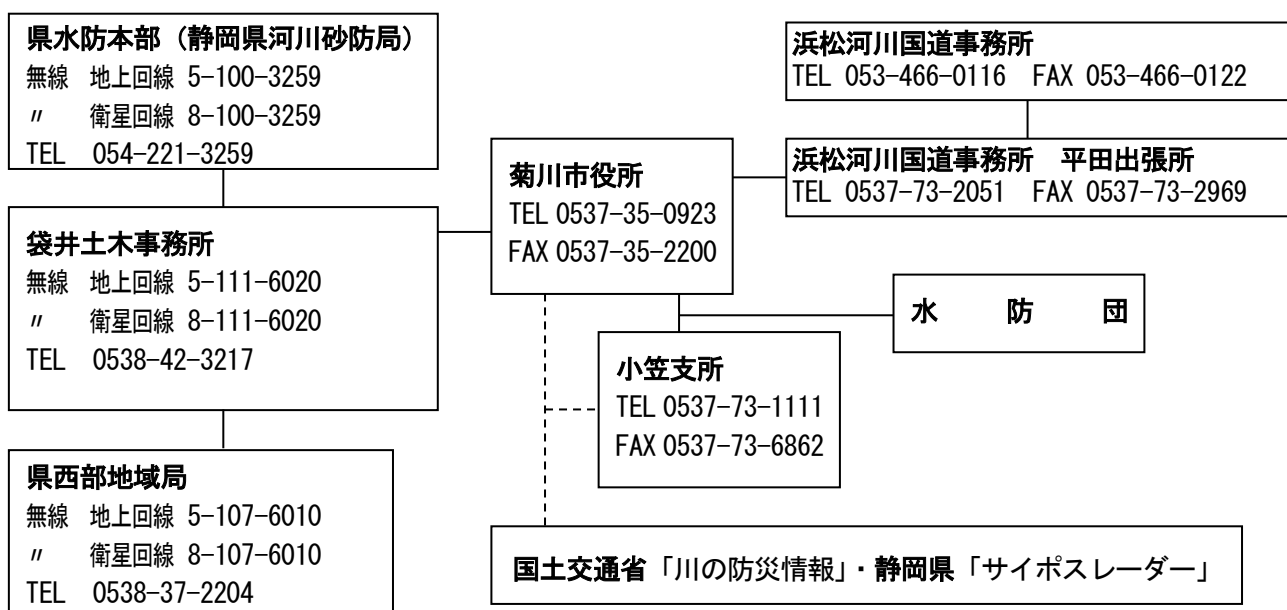 県水防本部（静岡県河川砂防局）
無線　地上回線 5-100-3259
〃　衛星回線 8-100-3259
TEL　054-221-3259
袋井土木事務所
無線　地上回線 5-111-6020
〃　衛星回線 8-111-6020
TEL　0538-42-3217
県西部地域局
無線　地上回線 5-107-6010
〃　衛星回線 8-107-6010
TEL　0538-37-2204
菊川市役所
TEL 0537-35-0923
FAX 0537-35-2200
浜松河川国道事務所
TEL 053-466-0116　FAX 053-466-0122
浜松河川国道事務所　平田出張所
TEL 0537-73-2051　FAX 0537-73-2969
水　防　団
小笠支所
TEL 0537-73-1111
FAX 0537-73-6862
国土交通省「川の防災情報」・静岡県「サイポスレーダー」